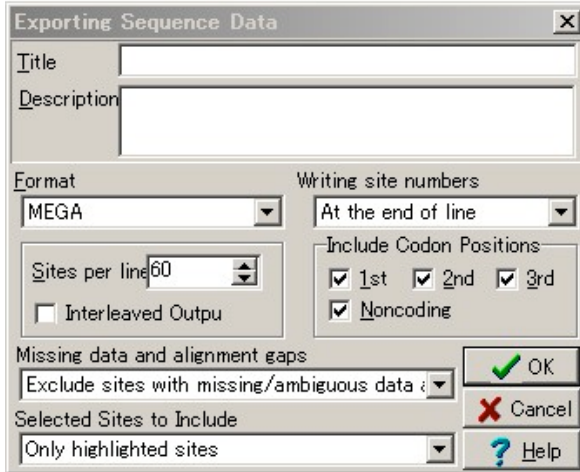 Exporting Sequence Data
Title
Description
Format
Writing site numbers
MEGA
At the end of line
Sites per line 60
Interleaved Outpu
Include Codon Positions
1st 2nd 3rd
Noncoding
Missing data and alignment gaps
Exclude sites with missing/ambiguous data
Selected Sites to Include
Only highlighted sites
OK
Cancel
Help